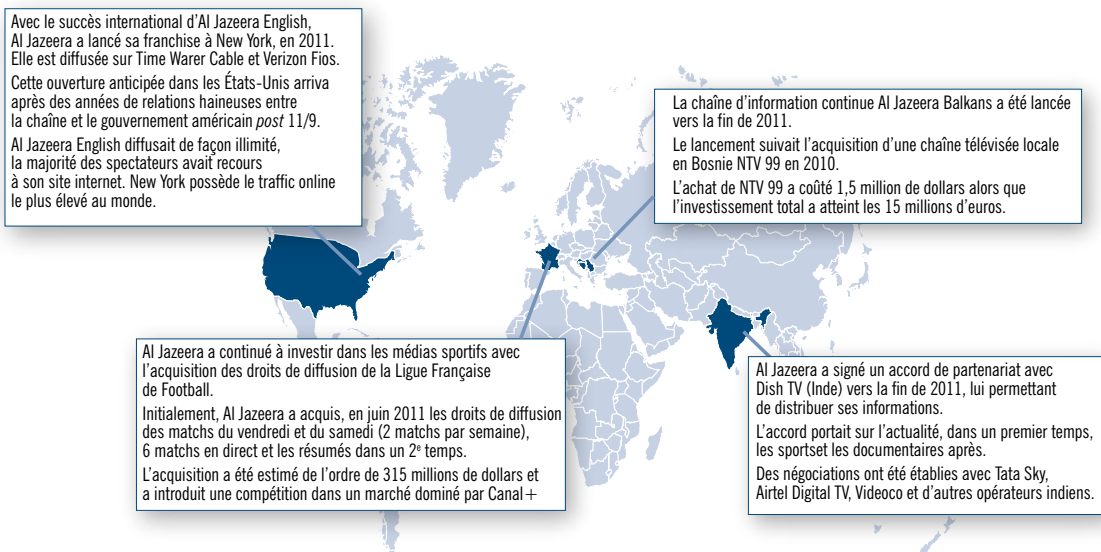 Avec le succès international d'Al Jazeera English,
Al Jazeera a lancé sa franchise à New York, en 2011.
Elle est diffusée sur Time Warer Cable et Verizon Fios.
Cette ouverture anticipée dans les États-Unis arriva
après des années de relations haineuses entre
la chaîne et le gouvernement américain post 11/9.
Al Jazeera English diffusait de façon illimité,
la majorité des spectateurs avait recours
à son site internet. New York possède le traffic online
le plus élevé au monde.
La chaîne d'information continue Al Jazeera Balkans a été lancée
vers la fin de 2011.
Le lancement suivait l'acquisition d'une chaîne télévisée locale
en Bosnie NTV 99 en 2010.
L'achat de NTV 99 a coûté 1,5 million de dollars alors que
l'investissement total a atteint les 15 millions d'euros.
Al Jazeera a continué à investir dans les médias sportifs avec
l'acquisition des droits de diffusion de la Ligue Française
de Football.
Initialement, Al Jazeera a acquis, en juin 2011 les droits de diffusion
des matchs du vendredi et du samedi (2 matchs par semaine),
6 matchs en direct et les résumés dans un 2e temps.
L'acquisition a été estimé de l'ordre de 315 millions de dollars et
a introduit une compétition dans un marché dominé par Canal+
Al Jazeera a signé un accord de partenariat avec
Dish TV (Inde) vers la fin de 2011, lui permettant
de distribuer ses informations.
L'accord portait sur l'actualité, dans un premier temps,
les sportset les documentaires après.
Des négociations ont été établies avec Tata Sky,
Airtel Digital TV, Videoco et d'autres opérateurs indiens.